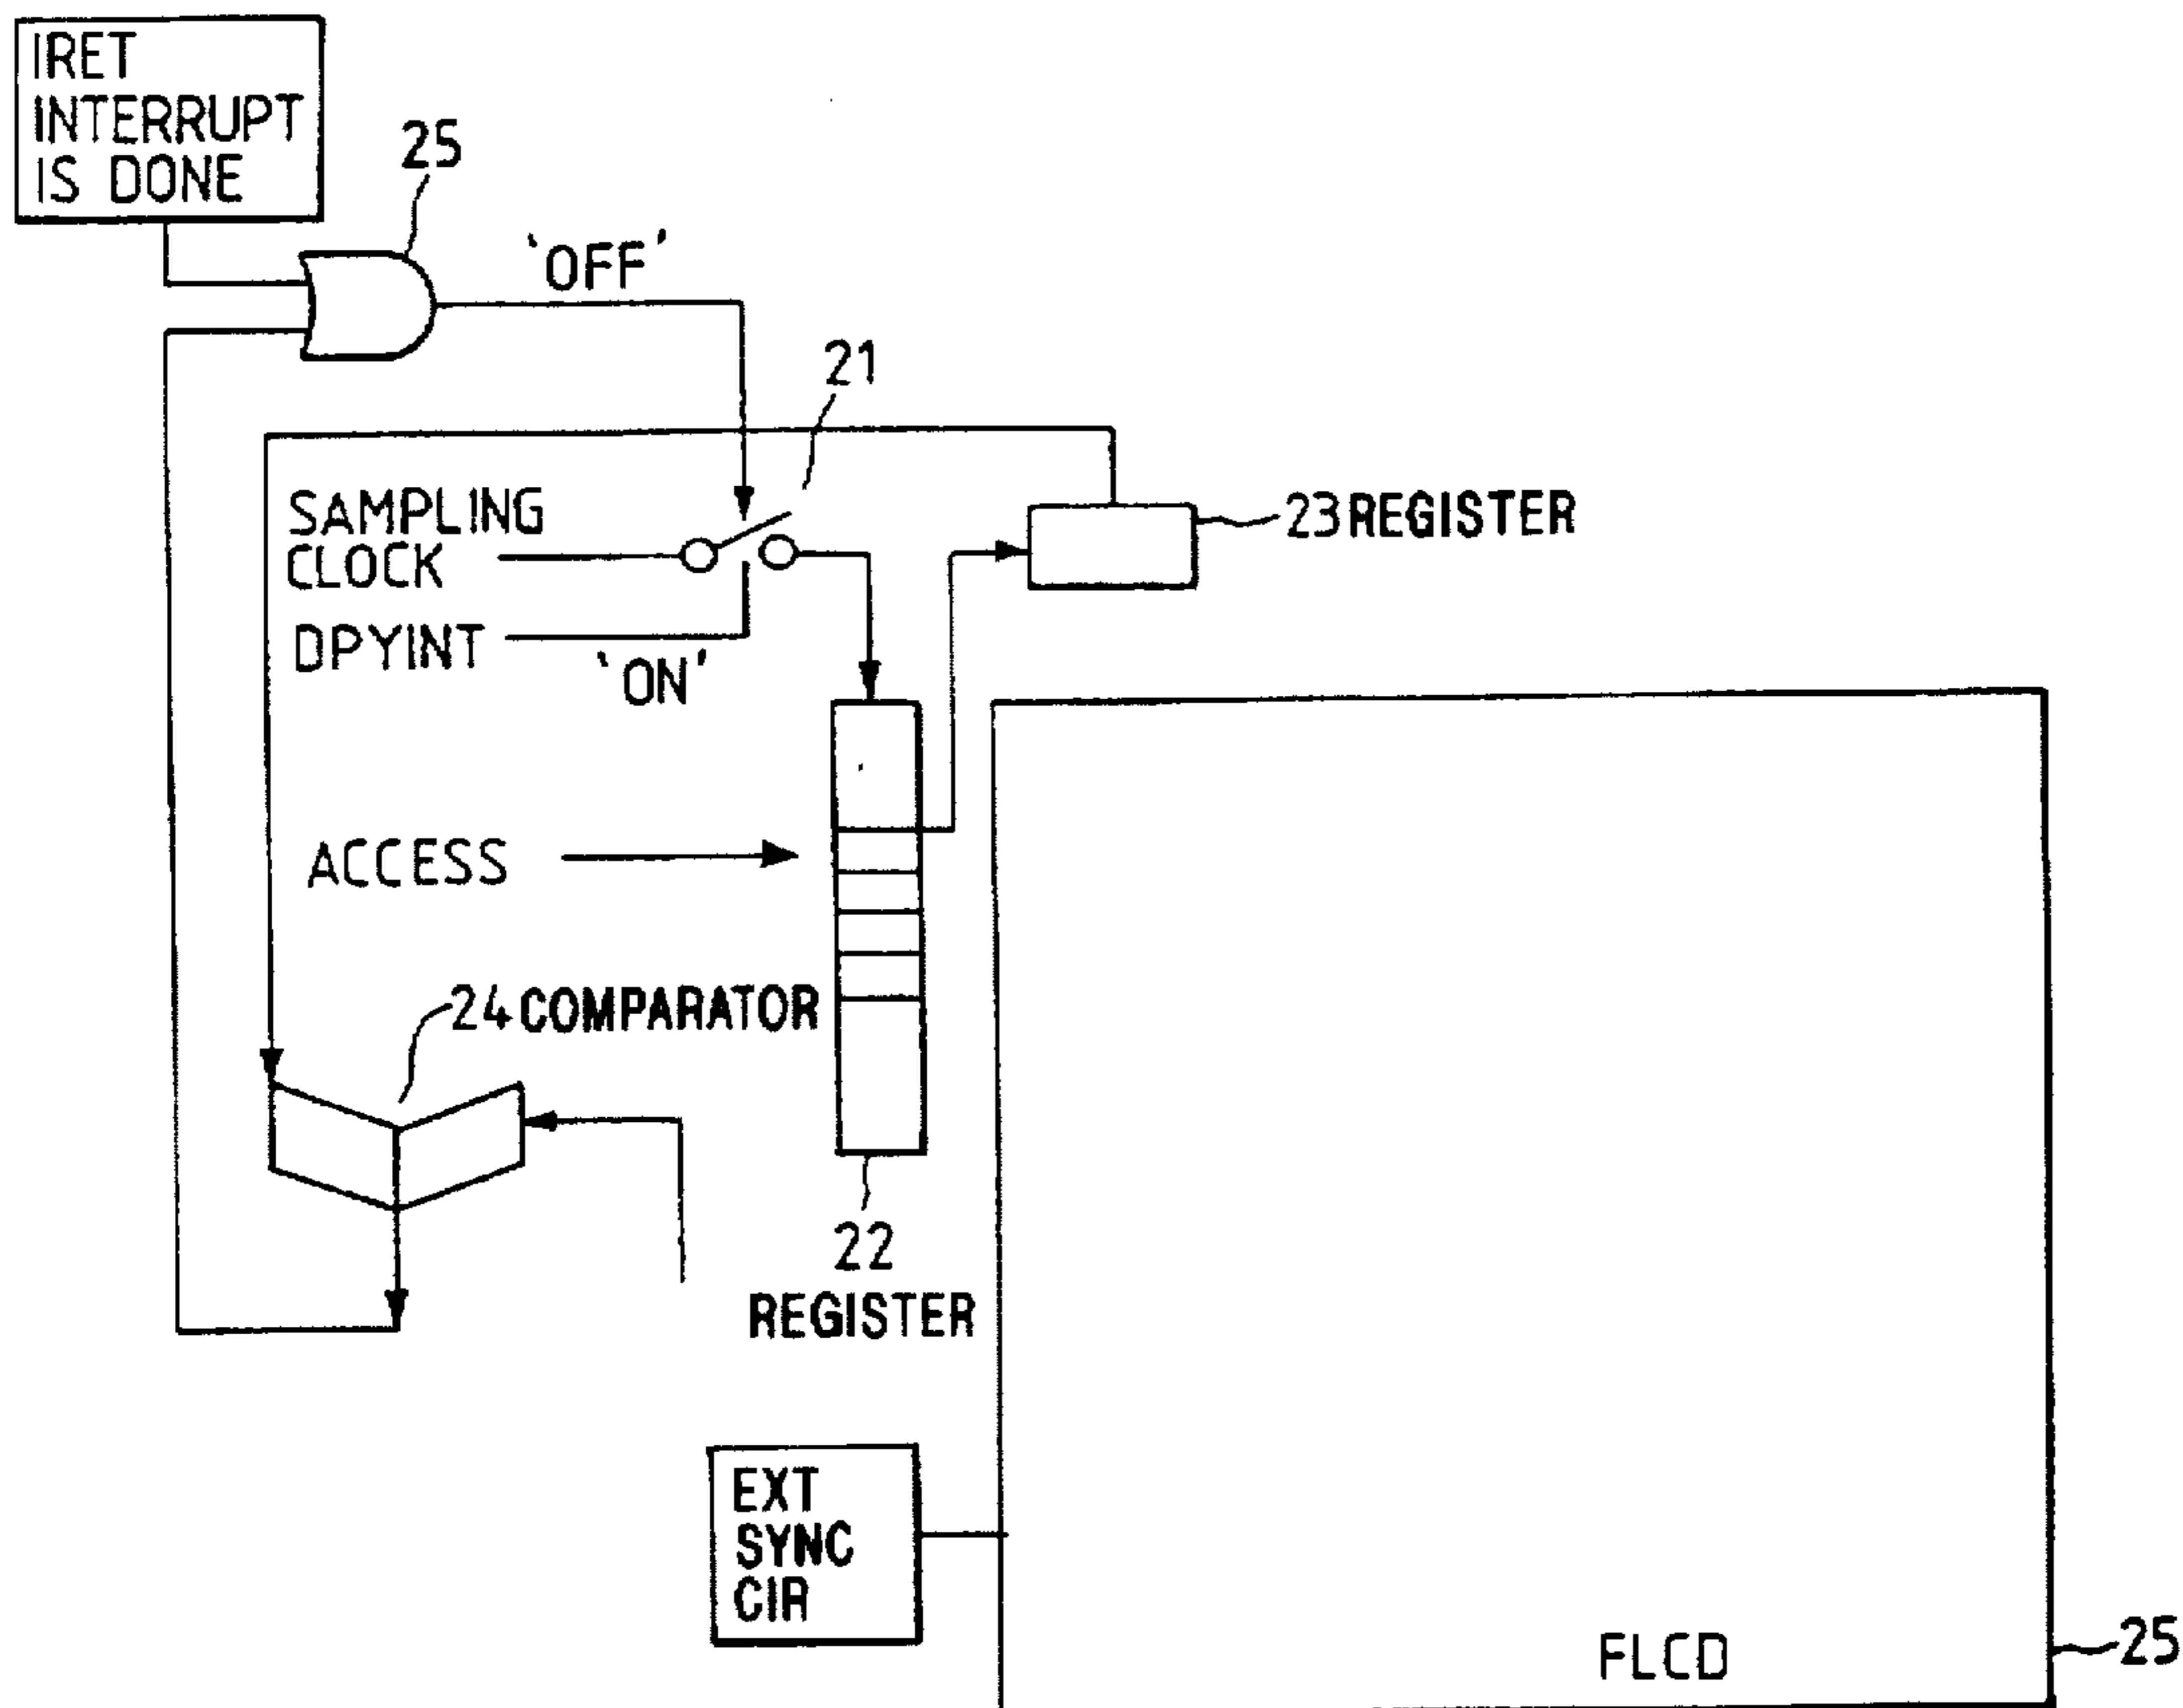 IRET
INTERRUPT
IS DONE
25
'OFF'
21
SAMPLING
CLOCK
23 REGISTER
DPYINT
'ON'
ACCESS
24 COMPARATOR
22
REGISTER
EXT
SYNC
CIR
FLCD
25